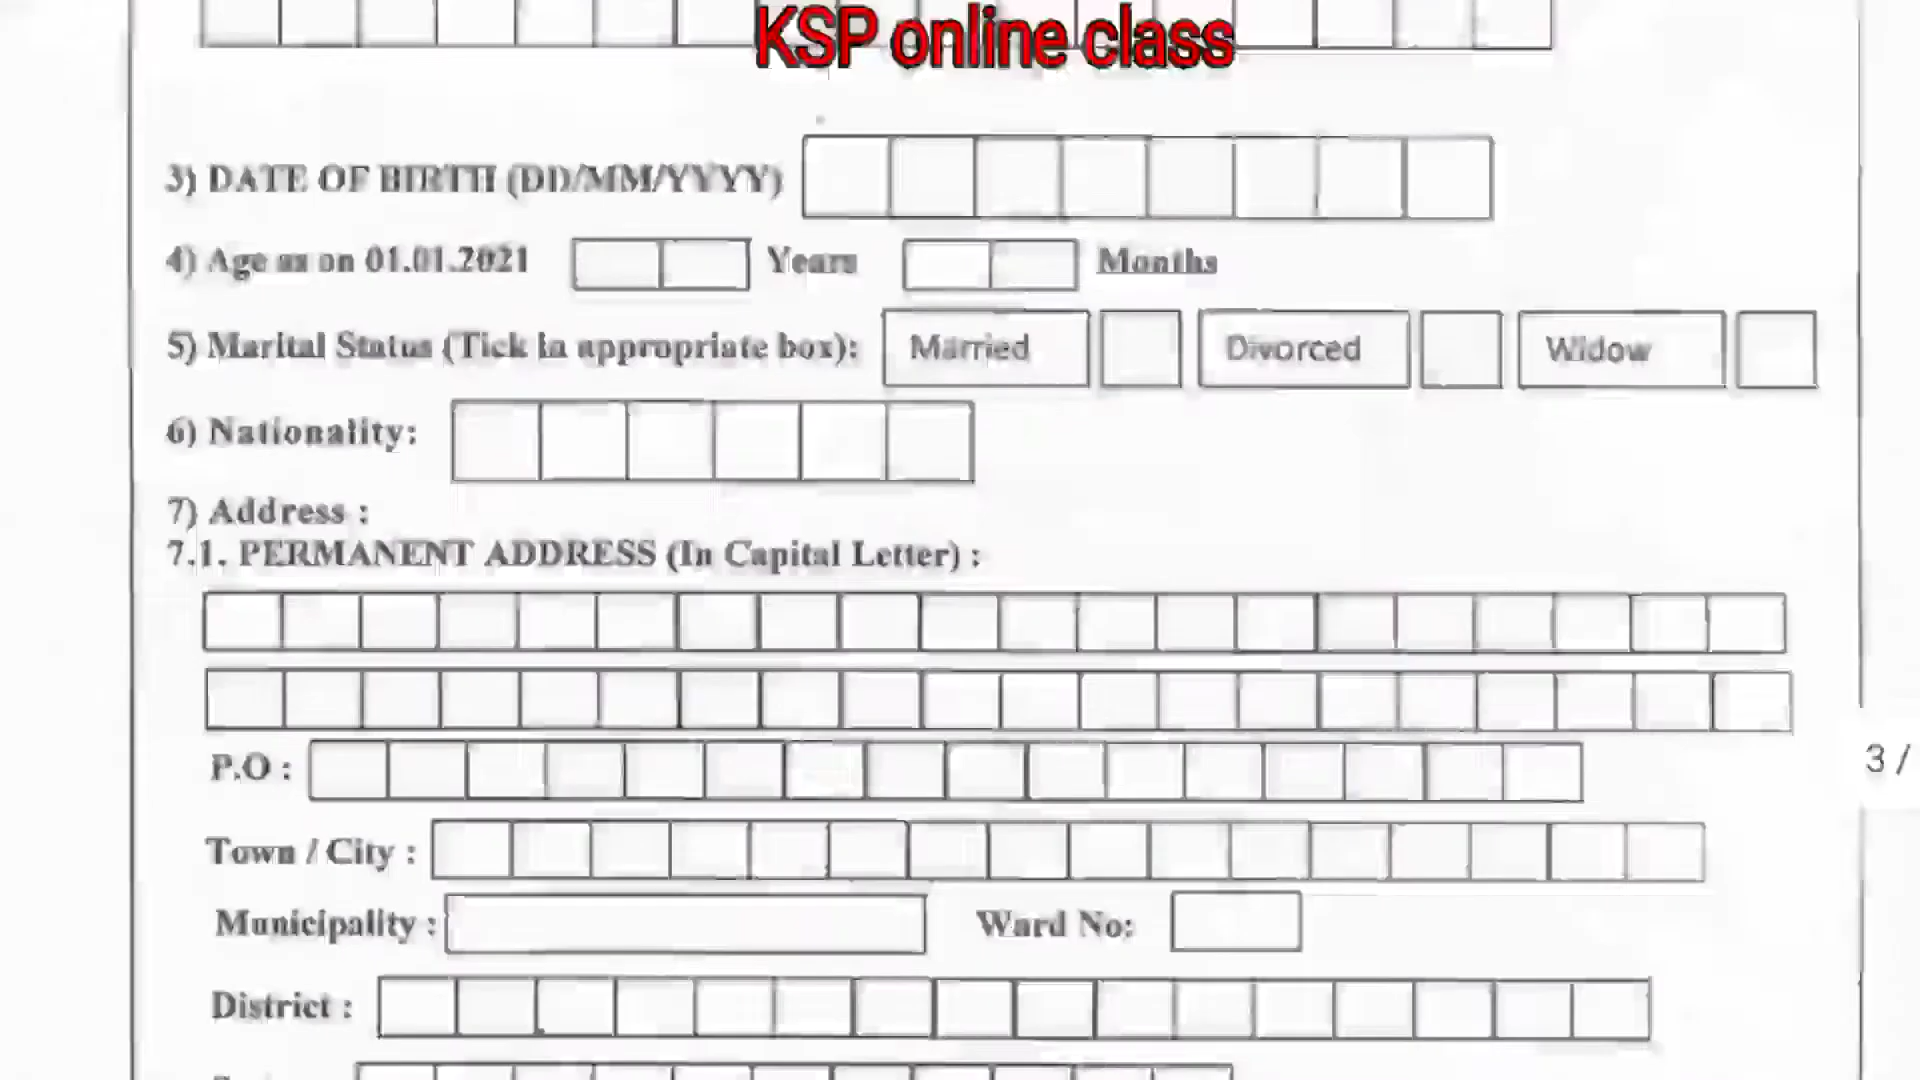 KSP online class
3) DATE OF BIRTH (DD/MM/YYYY)
4) Age as on 01.01.2021 Years Months
5) Marital Status (Tick in appropriate box): Married Divorced Widow
6) Nationality:
7) Address :
7.1. PERMANENT ADDRESS (In Capital Letter) :
P.O :
3 /
Town / City :
Municipality : Ward No:
District :